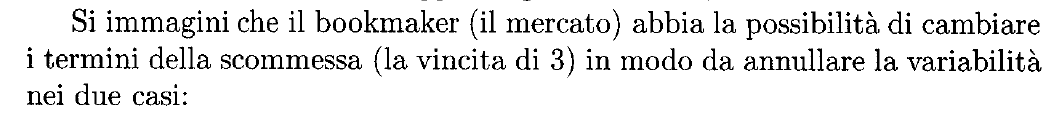 Si immagini che il bookmaker (il mercato) abbia la possibilità di cambiare
i termini della scommessa (la vincita di 3) in modo da annullare la variabilità
nei due casi: